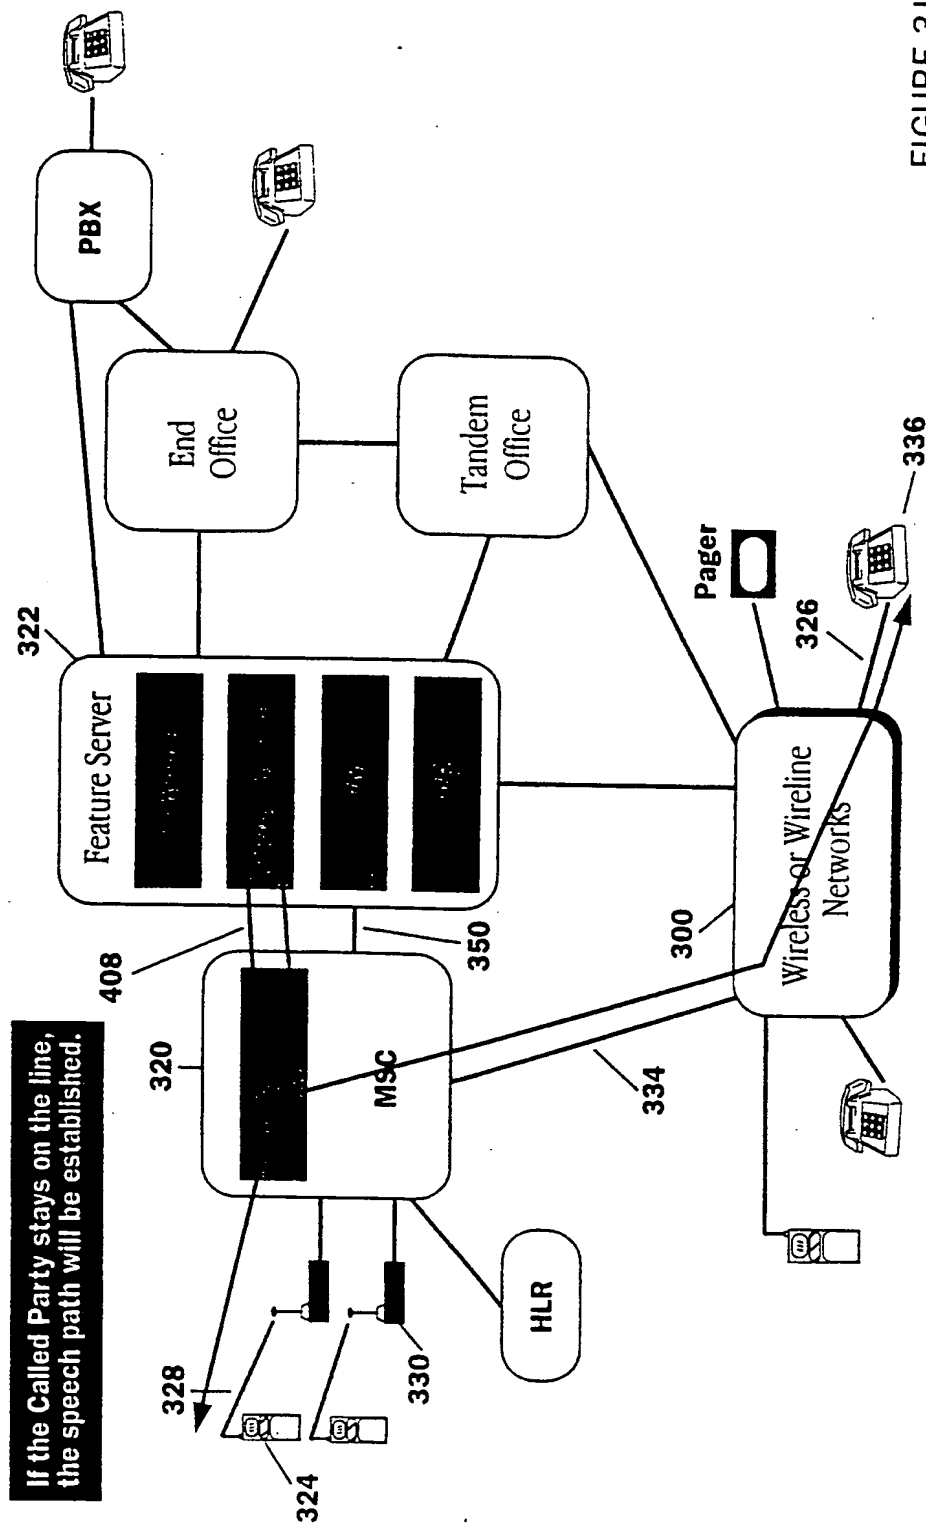 If the Called Party stays on the line,
the speech path will be established.
328
324
330
HLR
320
MSC
408
350
334
322
Feature Server
300
Wireless or Wireline
Networks
Pager
326
336
End
Office
Tandem
Office
PBX